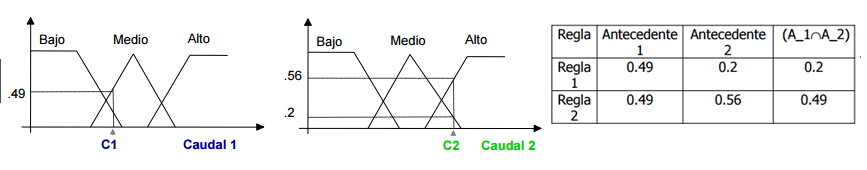 Bajo Medio Alto
.49
C1 Caudal 1
Bajo Medio Alto
.56
.2
C2 Caudal 2
Regla Antecedente 1 Antecedente 2 (A_1∩A_2)
Regla 1 0.49 0.2 0.2
Regla 2 0.49 0.56 0.49